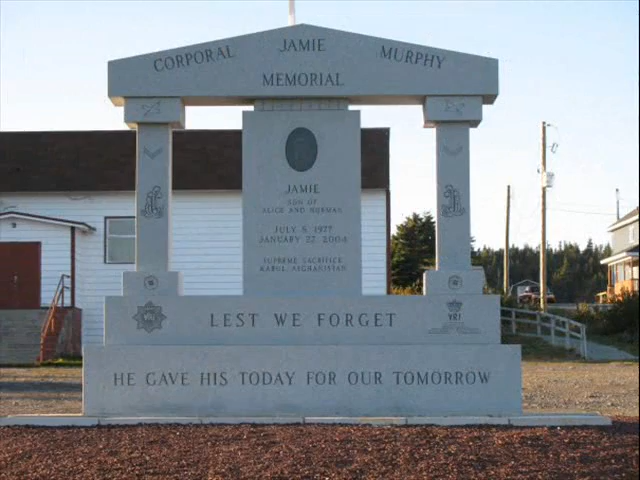 CORPORAL JAMIE MURPHY
MEMORIAL
JAMIE
SON OF
ALICE AND NORMAN
JULY 8, 1977
JANUARY 27, 2004
SUPREME SACRIFICE
KABUL, AFGHANISTAN
LEST WE FORGET
HE GAVE HIS TODAY FOR OUR TOMORROW